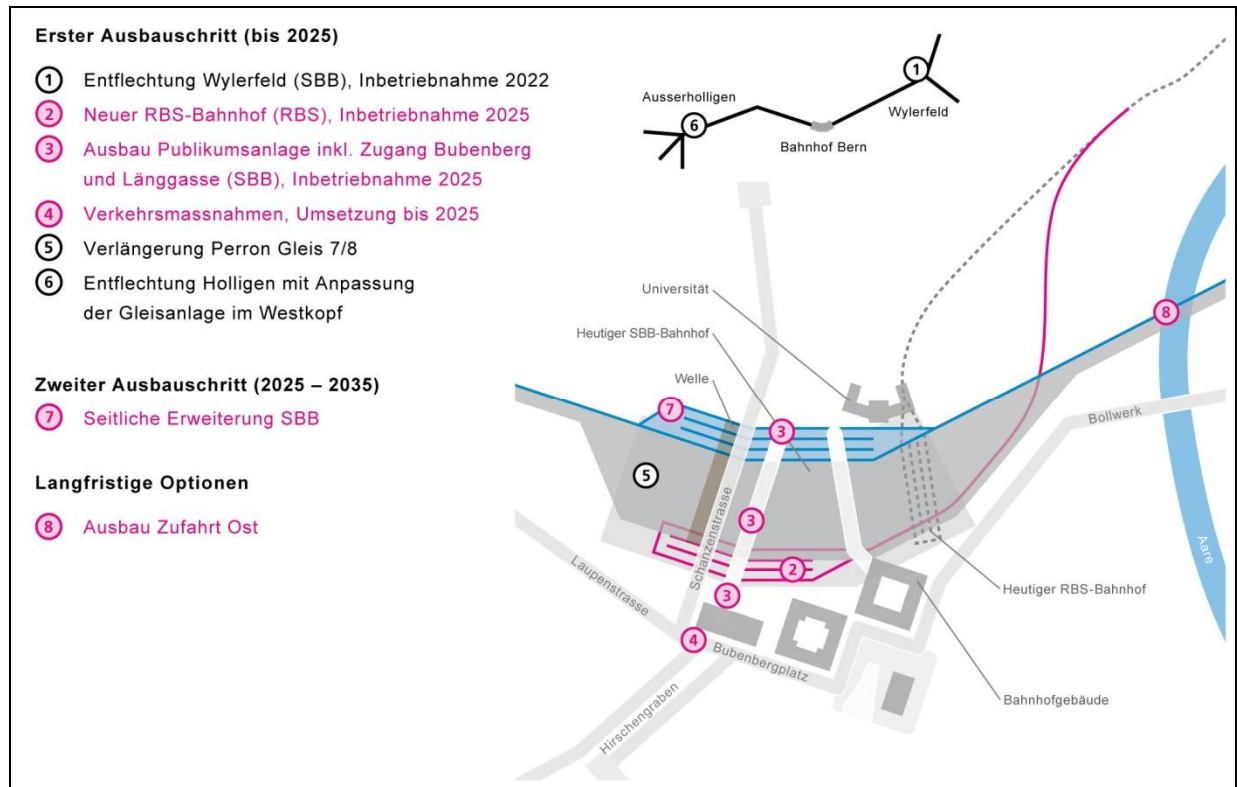 Erster Ausbauschritt (bis 2025)
1 Entflechtung Wylerfeld (SBB), Inbetriebnahme 2022
2 Neuer RBS-Bahnhof (RBS), Inbetriebnahme 2025
3 Ausbau Publikumsanlage inkl. Zugang Bubenberg
und Länggasse (SBB), Inbetriebnahme 2025
4 Verkehrsmassnahmen, Umsetzung bis 2025
5 Verlängerung Perron Gleis 7/8
6 Entflechtung Holligen mit Anpassung
der Gleisanlage im Westkopf
Zweiter Ausbauschritt (2025 – 2035)
7 Seitliche Erweiterung SBB
Langfristige Optionen
8 Ausbau Zufahrt Ost
1
Ausserholligen
Wylerfeld
6
Bahnhof Bern
Universität
8
Heutiger SBB-Bahnhof
Welle
7
3
Bollwerk
5
Schanzenstrasse
3
Aare
2
Laupenstrasse
3
Heutiger RBS-Bahnhof
4
Bubenbergplatz
Hirschengraben
Bahnhofgebäude